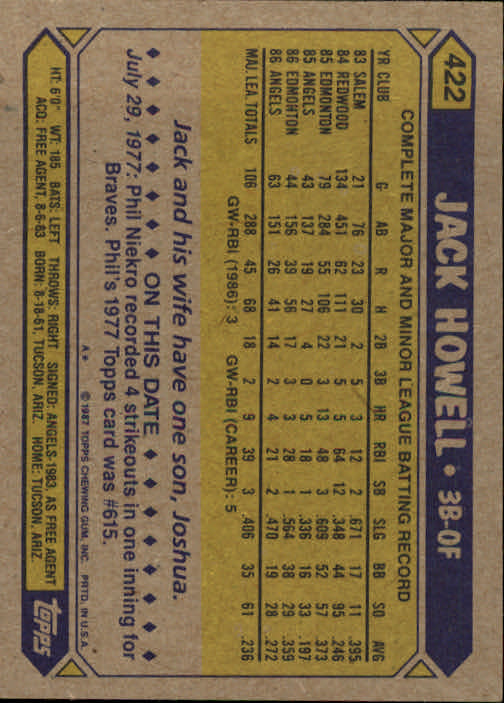 422
JACK HOWELL • 3B-OF
COMPLETE MAJOR AND MINOR LEAGUE BATTING RECORD
YR CLUB G AB R H 2B 3B HR RBI SB SLG BB SO AVG
83 SALEM 21 76 23 30 2 5 3 12 2 .671 17 11 .395
84 REDWOOD 134 451 62 111 21 5 5 64 12 .348 44 95 .246
85 EDMONTON 79 284 55 106 22 3 13 48 3 .609 52 57 .373
85 ANGELS 43 137 19 27 4 0 5 18 1 .336 16 33 .197
86 EDMONTON 44 156 39 56 17 3 3 28 1 .564 38 29 .359
86 ANGELS 63 151 26 41 14 2 4 21 2 .470 19 28 .272
MAJ. LEA. TOTALS 106 288 45 68 18 2 9 39 3 .406 35 61 .236
GW-RBI (1986): 3 GW-RBI (CAREER): 5
Jack and his wife have one son, Joshua.
♦ ♦ ♦ ♦ ♦ ♦ ON THIS DATE ♦ ♦ ♦ ♦ ♦ ♦
July 29, 1977: Phil Niekro recorded 4 strikeouts in one inning for
Braves. Phil's 1977 Topps card was #615.
A.* © 1987 TOPPS CHEWING GUM, INC. PRTD. IN U.S.A.
HT: 6'0" WT: 185 BATS: LEFT THROWS: RIGHT SIGNED: ANGELS-1983, AS FREE AGENT
ACQ: FREE AGENT, 8-6-83 BORN: 8-18-61, TUCSON, ARIZ. HOME: TUCSON, ARIZ.
topps